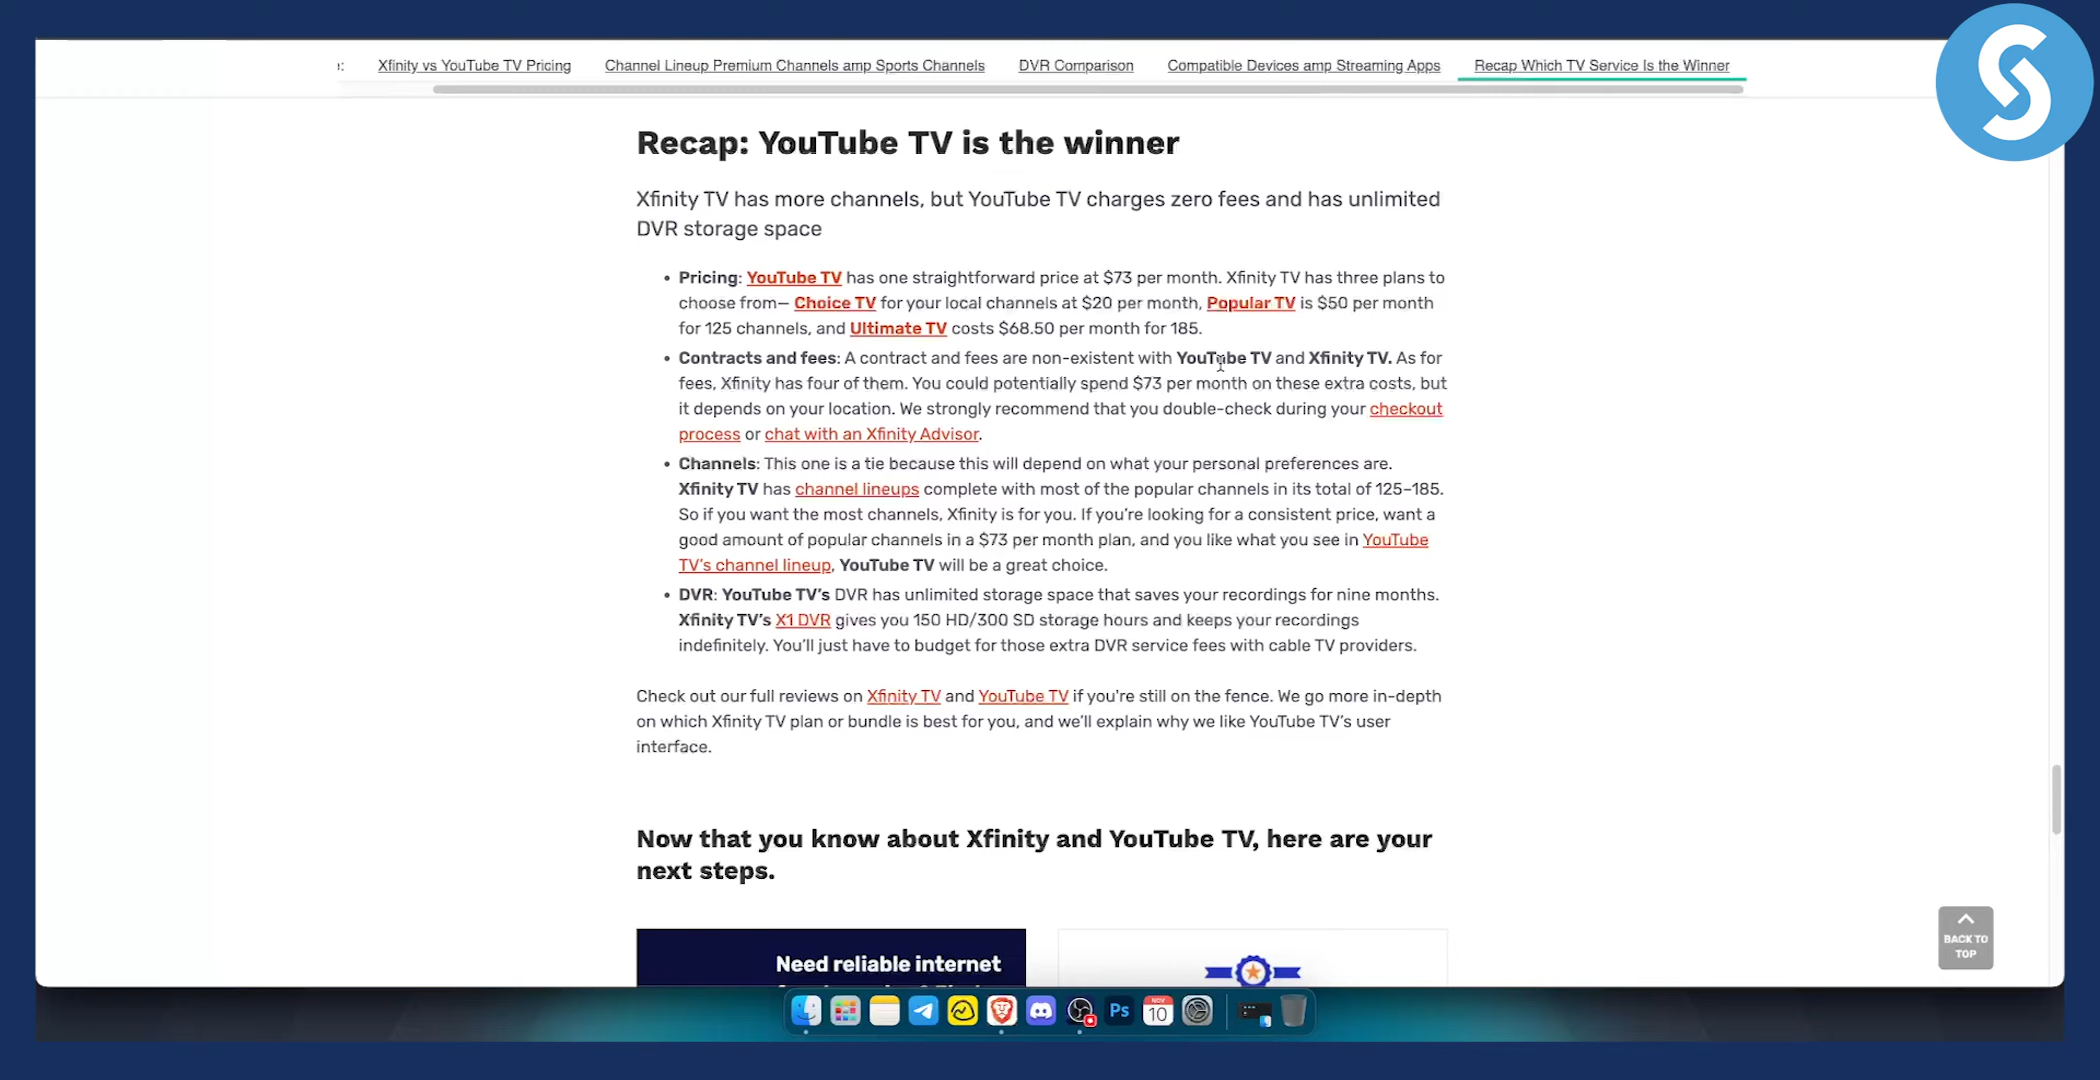 e:
Xfinity vs YouTube TV Pricing
Channel Lineup Premium Channels amp Sports Channels
DVR Comparison
Compatible Devices amp Streaming Apps
Recap Which TV Service Is the Winner
Recap: YouTube TV is the winner
Xfinity TV has more channels, but YouTube TV charges zero fees and has unlimited
DVR storage space
• Pricing: YouTube TV has one straightforward price at $73 per month. Xfinity TV has three plans to
choose from— Choice TV for your local channels at $20 per month, Popular TV is $50 per month
for 125 channels, and Ultimate TV costs $68.50 per month for 185.
• Contracts and fees: A contract and fees are non-existent with YouTube TV and Xfinity TV. As for
fees, Xfinity has four of them. You could potentially spend $73 per month on these extra costs, but
it depends on your location. We strongly recommend that you double-check during your checkout
process or chat with an Xfinity Advisor.
• Channels: This one is a tie because this will depend on what your personal preferences are.
Xfinity TV has channel lineups complete with most of the popular channels in its total of 125–185.
So if you want the most channels, Xfinity is for you. If you're looking for a consistent price, want a
good amount of popular channels in a $73 per month plan, and you like what you see in YouTube
TV's channel lineup, YouTube TV will be a great choice.
• DVR: YouTube TV's DVR has unlimited storage space that saves your recordings for nine months.
Xfinity TV's X1 DVR gives you 150 HD/300 SD storage hours and keeps your recordings
indefinitely. You'll just have to budget for those extra DVR service fees with cable TV providers.
Check out our full reviews on Xfinity TV and YouTube TV if you're still on the fence. We go more in-depth
on which Xfinity TV plan or bundle is best for you, and we'll explain why we like YouTube TV's user
interface.
Now that you know about Xfinity and YouTube TV, here are your
next steps.
Need reliable internet
BACK TO
TOP
Ps
NOV
10